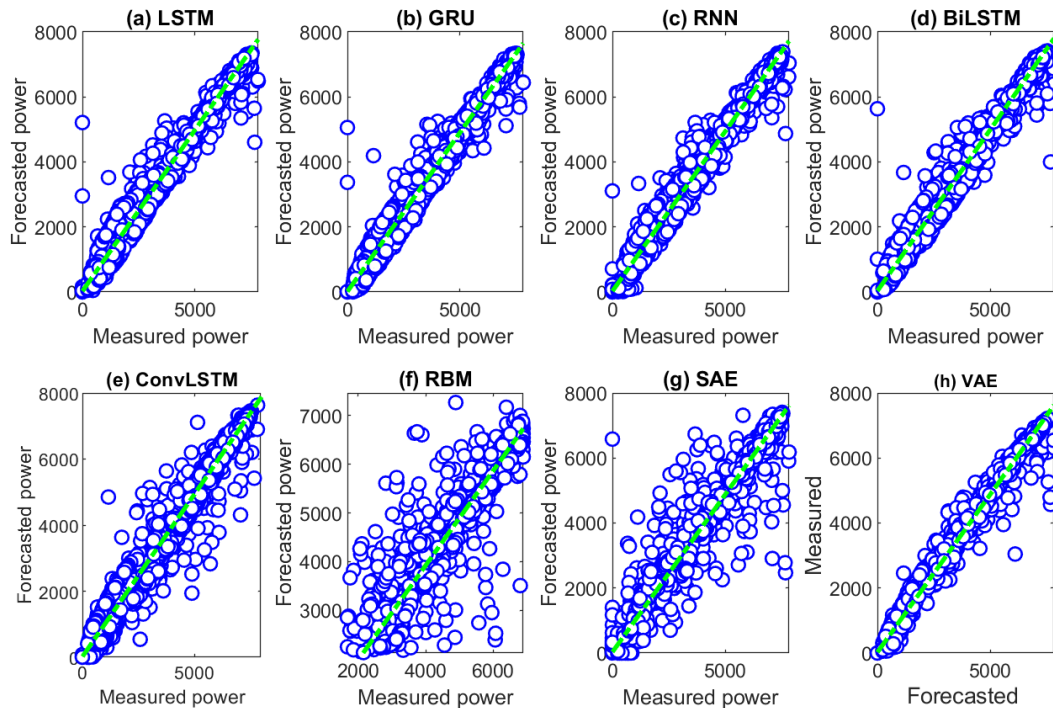 (a) LSTM
8000
6000
4000
2000
0
0
5000
Forecasted power
Measured power
(b) GRU
8000
6000
4000
2000
0
0
5000
Forecasted power
Measured power
(c) RNN
8000
6000
4000
2000
0
0
5000
Forecasted power
Measured power
(d) BiLSTM
8000
6000
4000
2000
0
0
5000
Forecasted power
Measured power
(e) ConvLSTM
8000
6000
4000
2000
0
0
5000
Forecasted power
Measured power
(f) RBM
7000
6000
5000
4000
3000
2000
4000
6000
Forecasted power
Measured power
(g) SAE
8000
6000
4000
2000
0
0
5000
Forecasted power
Measured power
(h) VAE
8000
6000
4000
2000
0
0
5000
Measured
Forecasted